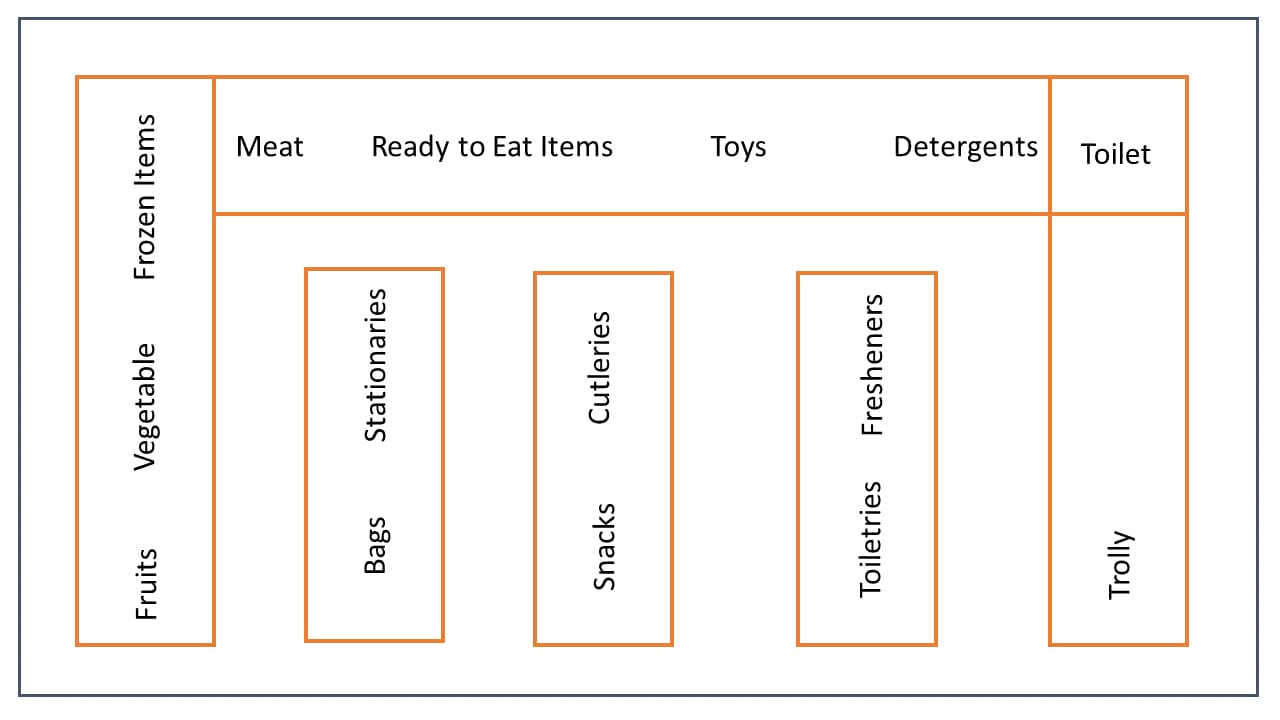 Frozen Items
Vegetable
Fruits
Meat
Ready to Eat Items
Toys
Detergents
Toilet
Stationaries
Bags
Cutleries
Snacks
Fresheners
Toiletries
Trolly